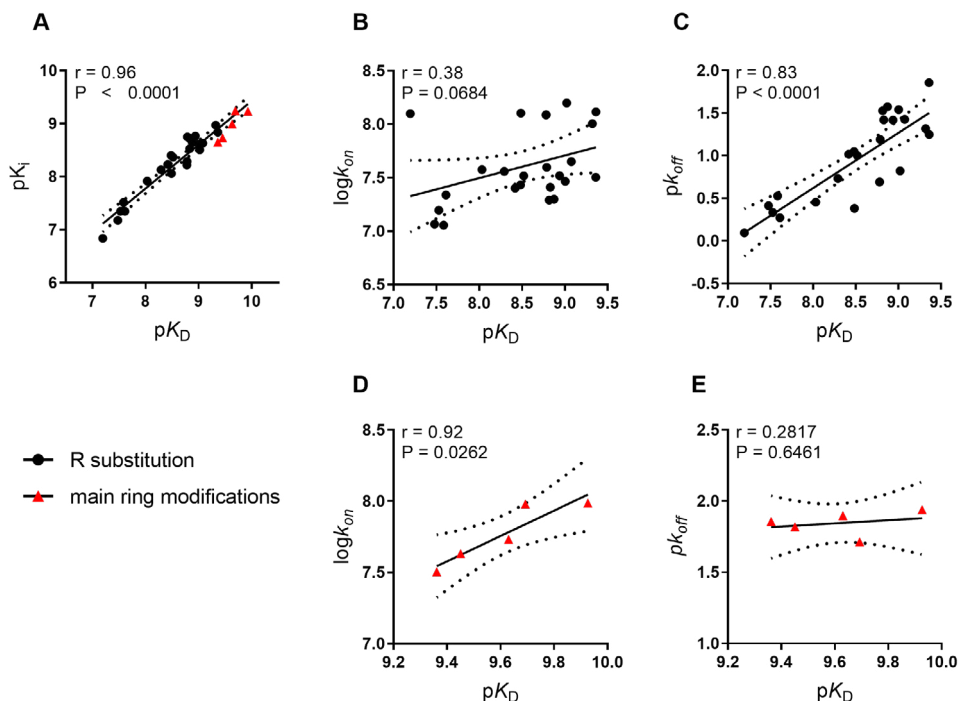 A
r = 0.96
P < 0.0001
10
9
8
7
6
7 8 9 10
pKi
pKD
B
r = 0.38
P = 0.0684
8.5
8.0
7.5
7.0
6.5
7.0 7.5 8.0 8.5 9.0 9.5
logkon
pKD
C
r = 0.83
P < 0.0001
2.0
1.5
1.0
0.5
0.0
-0.5
7.0 7.5 8.0 8.5 9.0 9.5
pkoff
pKD
R substitution
main ring modifications
D
r = 0.92
P = 0.0262
8.5
8.0
7.5
7.0
9.2 9.4 9.6 9.8 10.0
logkon
pKD
E
r = 0.2817
P = 0.6461
2.5
2.0
1.5
1.0
9.2 9.4 9.6 9.8 10.0
pkoff
pKD